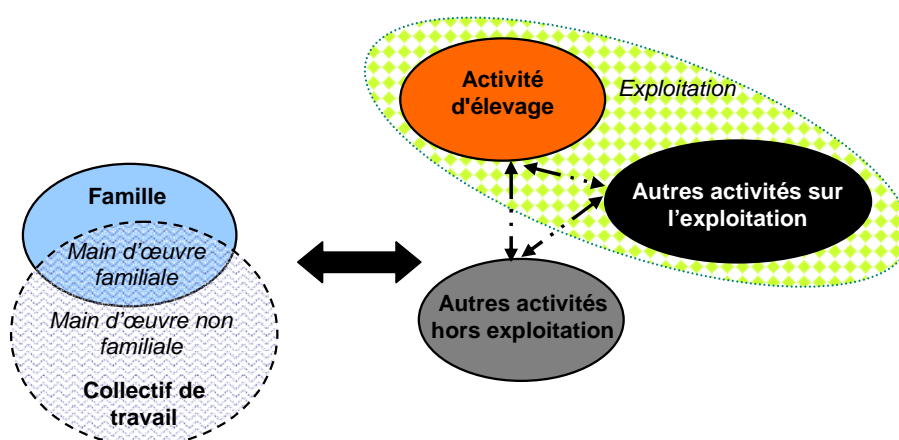 Famille
Main d'œuvre
familiale
Main d'œuvre non
familiale
Collectif de
travail
Activité
d'élevage
Exploitation
Autres activités sur
l'exploitation
Autres activités
hors exploitation